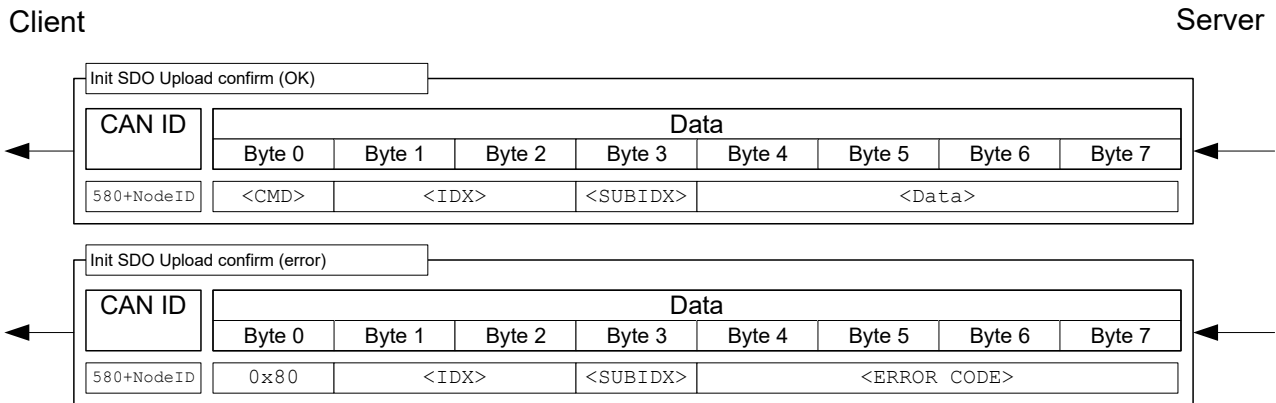 Client Server
Init SDO Upload confirm (OK)
CAN ID Data
Byte 0 Byte 1 Byte 2 Byte 3 Byte 4 Byte 5 Byte 6 Byte 7
580+NodeID <CMD> <IDX> <SUBIDX> <Data>
Init SDO Upload confirm (error)
CAN ID Data
Byte 0 Byte 1 Byte 2 Byte 3 Byte 4 Byte 5 Byte 6 Byte 7
580+NodeID 0x80 <IDX> <SUBIDX> <ERROR CODE>